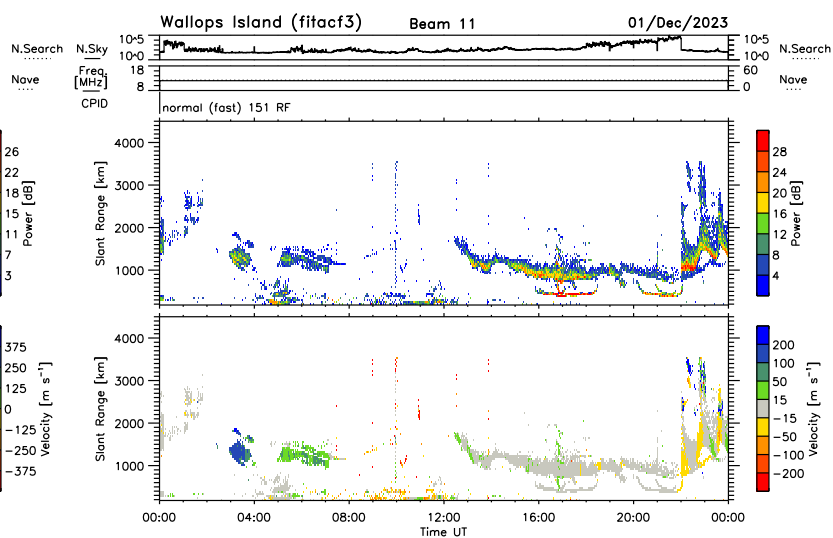 Wallops Island (fitacf3) Beam 11 01/Dec/2023
N.Search N.Sky 10^5 10^0 10^5 10^0 N.Search
Nave Freq. [MHz] 18 8 60 0 Nave
CPID normal (fast) 151 RF
Power [dB] 26 22 18 15 11 7 3
Slant Range [km] 4000 3000 2000 1000
28 24 20 16 12 8 4 Power [dB]
375 250 125 0 -125 -250 -375 Velocity [m s⁻¹]
Slant Range [km] 4000 3000 2000 1000
200 100 50 15 -15 -50 -100 -200 Velocity [m s⁻¹]
00:00 04:00 08:00 12:00 16:00 20:00 00:00
Time UT